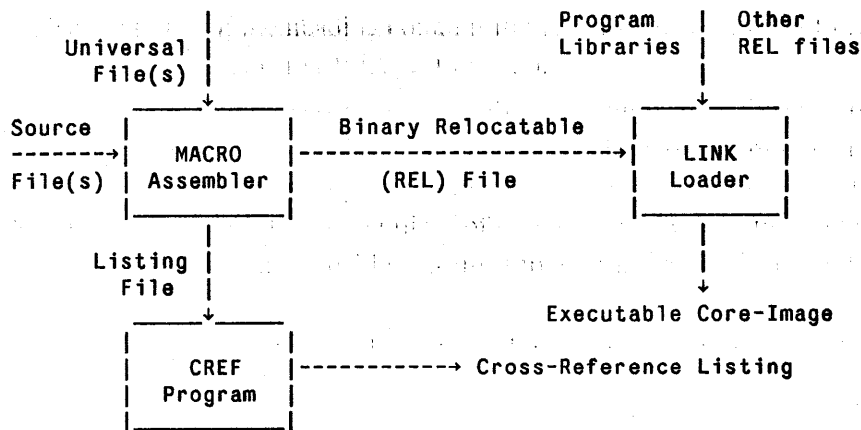 Universal
File(s)
Program
Libraries
Other
REL files
Source
File(s)
MACRO
Assembler
Binary Relocatable
(REL) File
LINK
Loader
Listing
File
Executable Core-Image
CREF
Program
Cross-Reference Listing